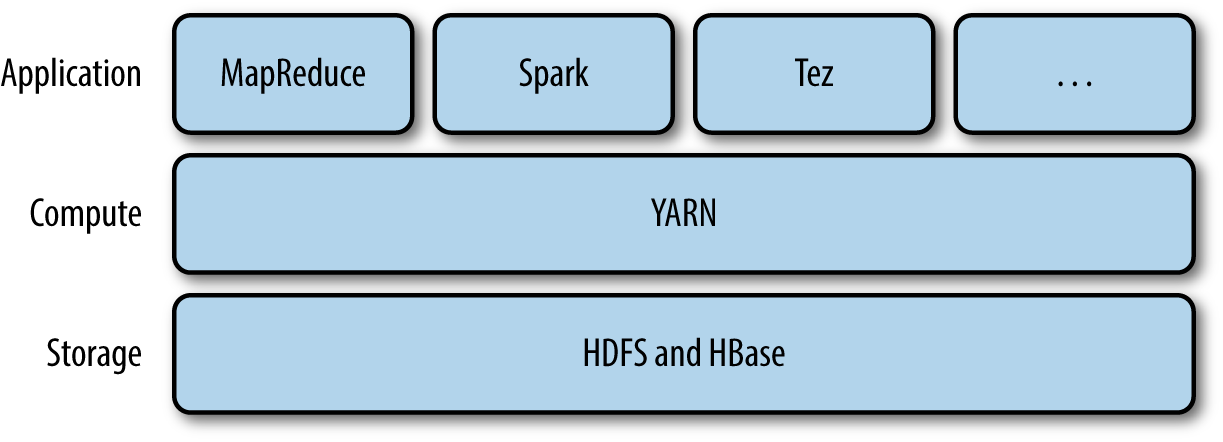 Application MapReduce Spark Tez ...
Compute YARN
Storage HDFS and HBase